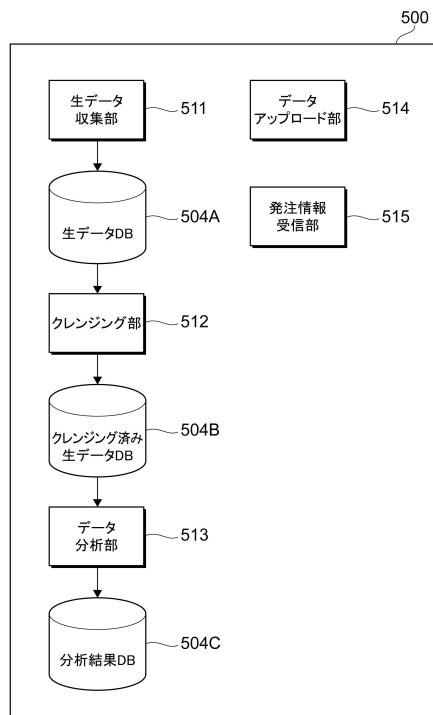 500
生データ
収集部
511
データ
アップロード部
514
生データDB
504A
発注情報
受信部
515
クレンジング部
512
クレンジング済み
生データDB
504B
データ
分析部
513
分析結果DB
504C